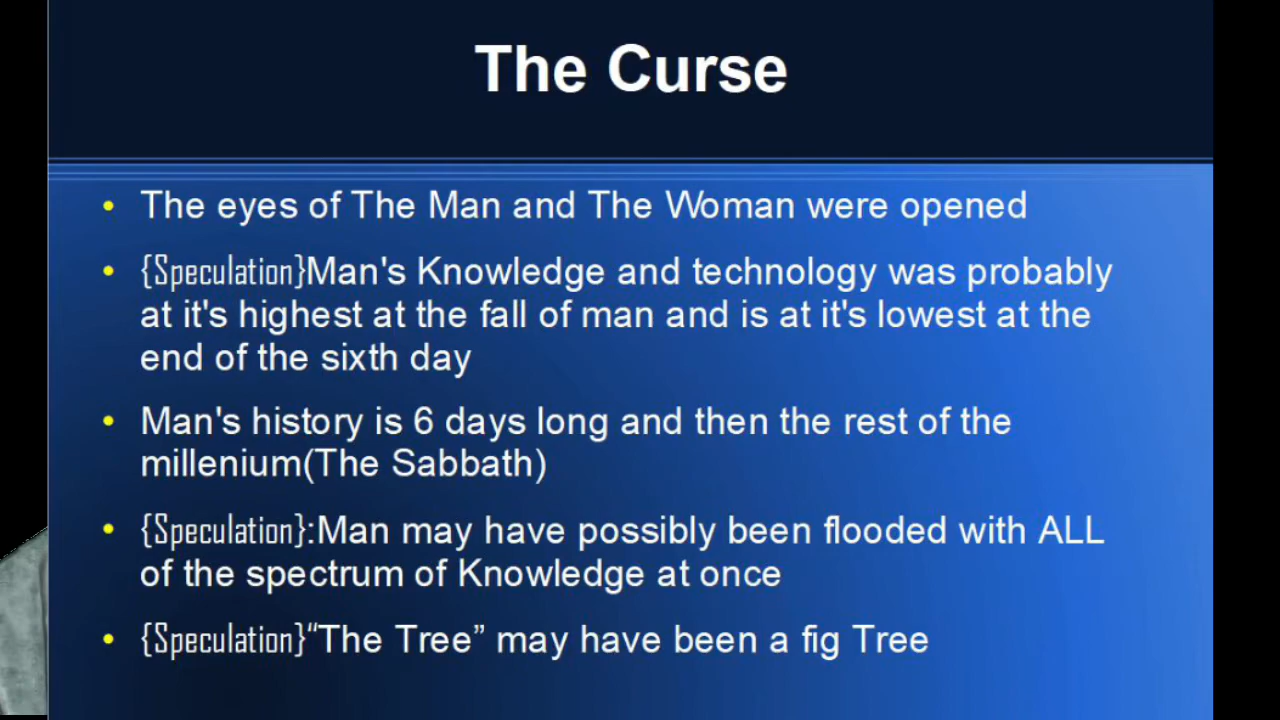 The Curse
• The eyes of The Man and The Woman were opened
• {Speculation}Man's Knowledge and technology was probably
at it's highest at the fall of man and is at it's lowest at the
end of the sixth day
• Man's history is 6 days long and then the rest of the
millenium(The Sabbath)
• {Speculation}:Man may have possibly been flooded with ALL
of the spectrum of Knowledge at once
• {Speculation}“The Tree” may have been a fig Tree